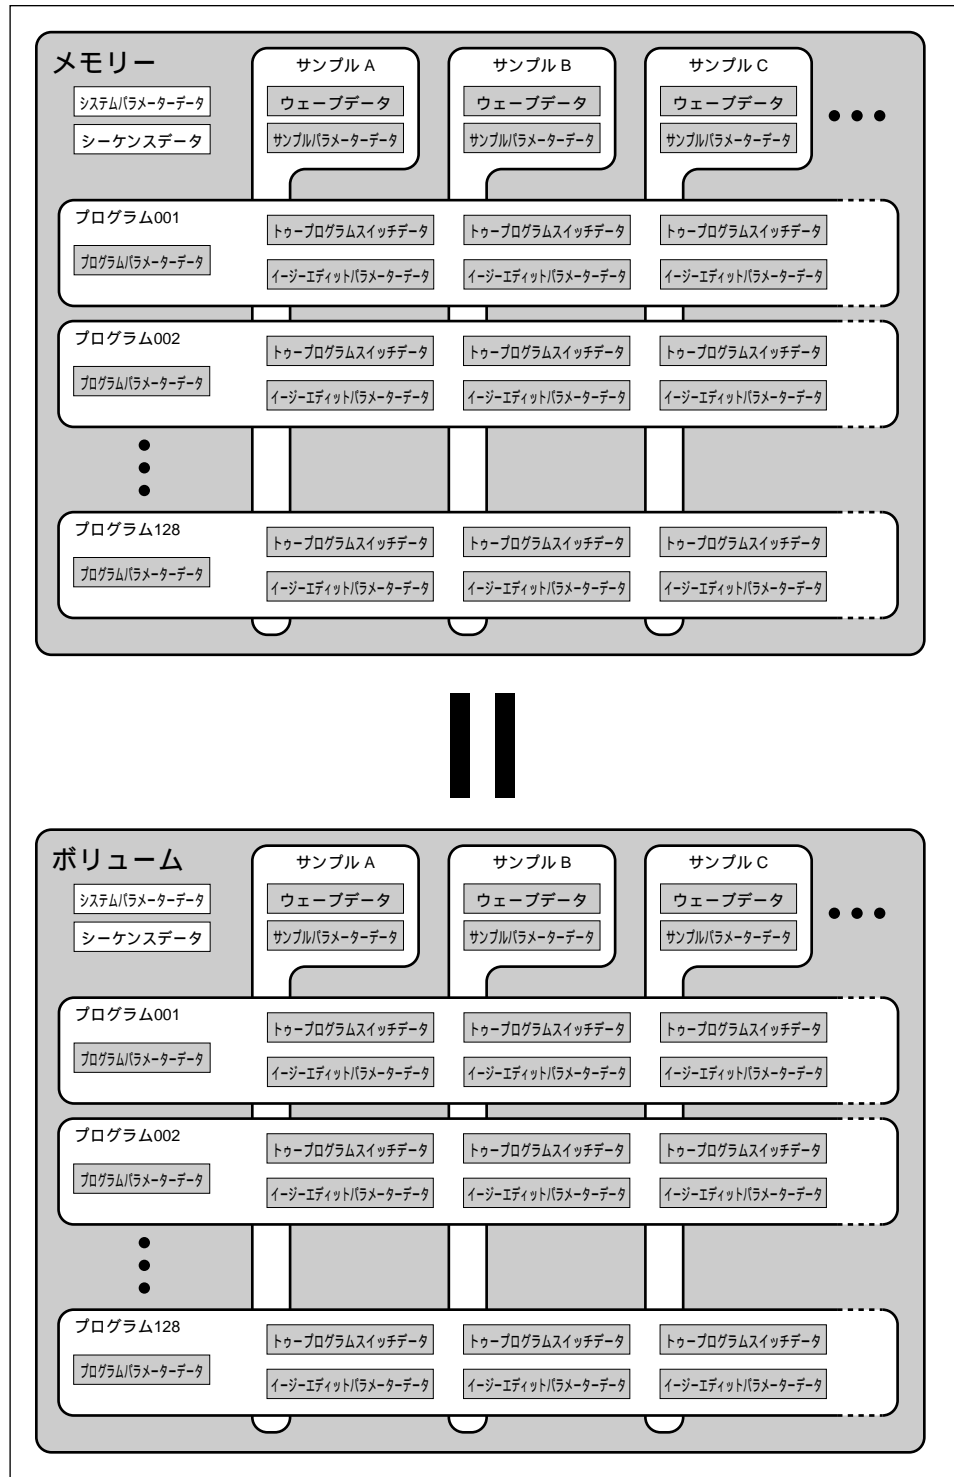 メモリー
サンプル A
サンプル B
サンプル C
システムパラメーターデータ
ウェーブデータ
ウェーブデータ
ウェーブデータ
シーケンスデータ
サンプルパラメーターデータ
サンプルパラメーターデータ
サンプルパラメーターデータ
プログラム001
トゥープログラムスイッチデータ
トゥープログラムスイッチデータ
トゥープログラムスイッチデータ
プログラムパラメーターデータ
イージーエディットパラメーターデータ
イージーエディットパラメーターデータ
イージーエディットパラメーターデータ
プログラム002
トゥープログラムスイッチデータ
トゥープログラムスイッチデータ
トゥープログラムスイッチデータ
プログラムパラメーターデータ
イージーエディットパラメーターデータ
イージーエディットパラメーターデータ
イージーエディットパラメーターデータ
プログラム128
トゥープログラムスイッチデータ
トゥープログラムスイッチデータ
トゥープログラムスイッチデータ
プログラムパラメーターデータ
イージーエディットパラメーターデータ
イージーエディットパラメーターデータ
イージーエディットパラメーターデータ
ボリューム
サンプル A
サンプル B
サンプル C
システムパラメーターデータ
ウェーブデータ
ウェーブデータ
ウェーブデータ
シーケンスデータ
サンプルパラメーターデータ
サンプルパラメーターデータ
サンプルパラメーターデータ
プログラム001
トゥープログラムスイッチデータ
トゥープログラムスイッチデータ
トゥープログラムスイッチデータ
プログラムパラメーターデータ
イージーエディットパラメーターデータ
イージーエディットパラメーターデータ
イージーエディットパラメーターデータ
プログラム002
トゥープログラムスイッチデータ
トゥープログラムスイッチデータ
トゥープログラムスイッチデータ
プログラムパラメーターデータ
イージーエディットパラメーターデータ
イージーエディットパラメーターデータ
イージーエディットパラメーターデータ
プログラム128
トゥープログラムスイッチデータ
トゥープログラムスイッチデータ
トゥープログラムスイッチデータ
プログラムパラメーターデータ
イージーエディットパラメーターデータ
イージーエディットパラメーターデータ
イージーエディットパラメーターデータ